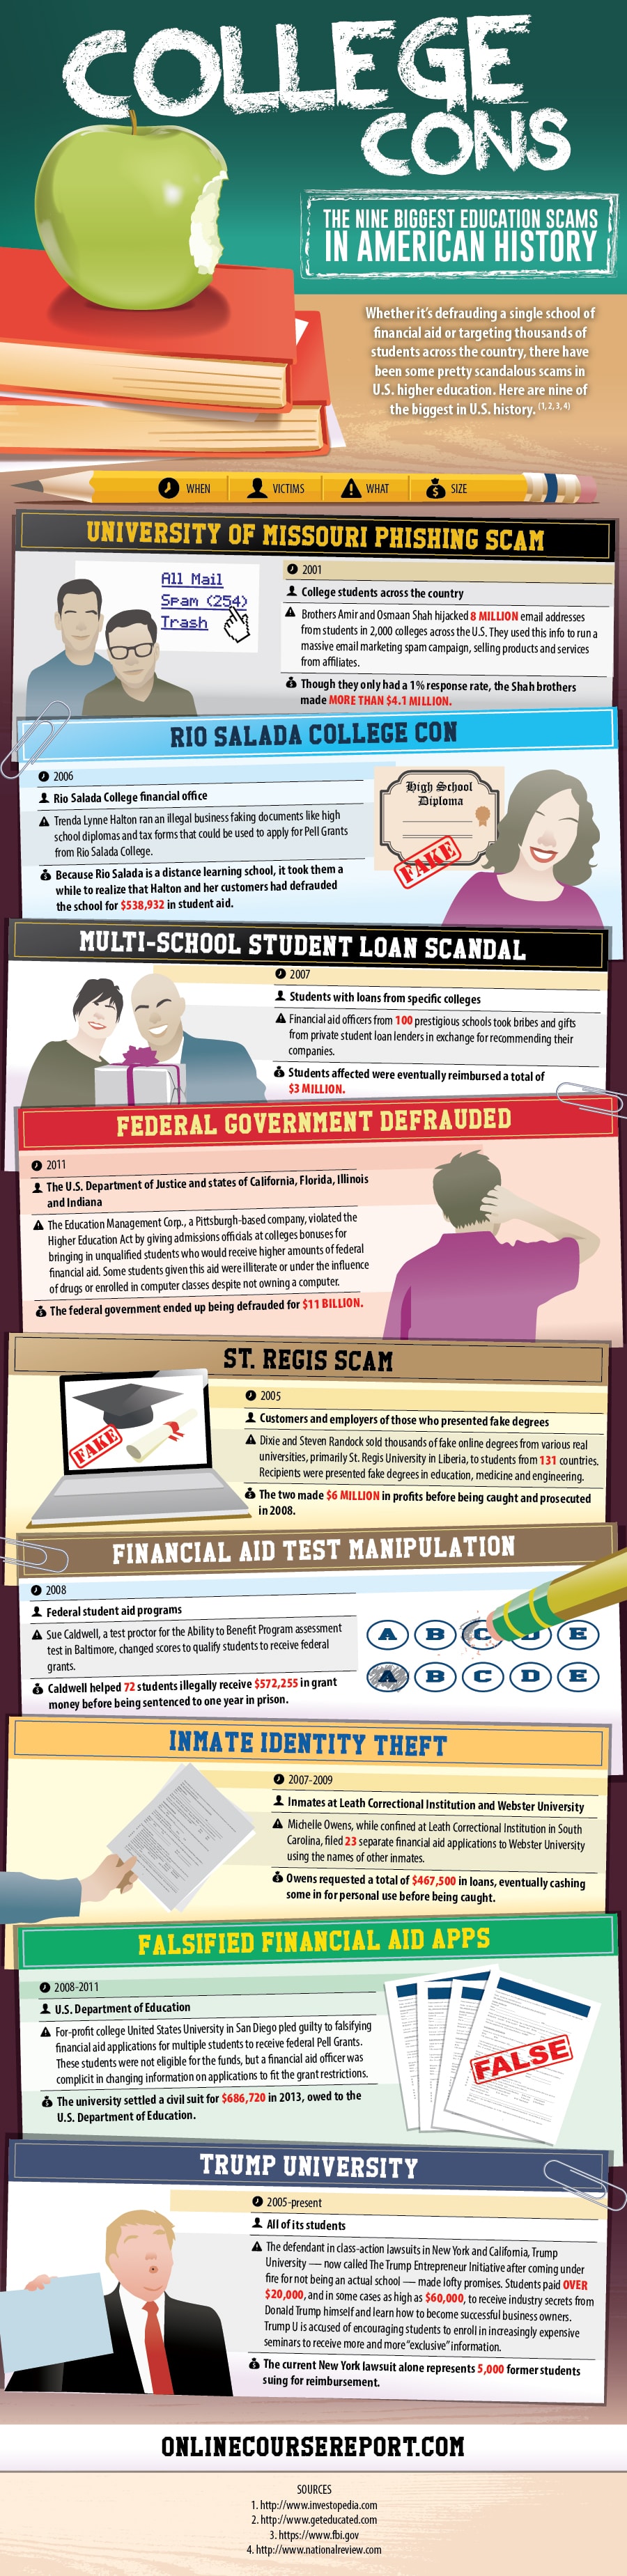 COLLEGE
CONS
THE NINE BIGGEST EDUCATION SCAMS
IN AMERICAN HISTORY
Whether it's defrauding a single school of
financial aid or targeting thousands of
students across the country, there have
been some pretty scandalous scams in
U.S. higher education. Here are nine of
the biggest in U.S. history. (1, 2, 3, 4)
WHEN VICTIMS WHAT SIZE
UNIVERSITY OF MISSOURI PHISHING SCAM
All Mail
Spam (254)
Trash
2001
College students across the country
Brothers Amir and Osmaan Shah hijacked 8 MILLION email addresses
from students in 2,000 colleges across the U.S. They used this info to run a
massive email marketing spam campaign, selling products and services
from affiliates.
Though they only had a 1% response rate, the Shah brothers
made MORE THAN $4.1 MILLION.
RIO SALADA COLLEGE CON
2006
Rio Salada College financial office
Trenda Lynne Halton ran an illegal business faking documents like high
school diplomas and tax forms that could be used to apply for Pell Grants
from Rio Salada College.
Because Rio Salada is a distance learning school, it took them a
while to realize that Halton and her customers had defrauded
the school for $538,932 in student aid.
High School
Diploma
FAKE
MULTI-SCHOOL STUDENT LOAN SCANDAL
2007
Students with loans from specific colleges
Financial aid officers from 100 prestigious schools took bribes and gifts
from private student loan lenders in exchange for recommending their
companies.
Students affected were eventually reimbursed a total of
$3 MILLION.
FEDERAL GOVERNMENT DEFRAUDED
2011
The U.S. Department of Justice and states of California, Florida, Illinois
and Indiana
The Education Management Corp., a Pittsburgh-based company, violated the
Higher Education Act by giving admissions officials at colleges bonuses for
bringing in unqualified students who would receive higher amounts of federal
financial aid. Some students given this aid were illiterate or under the influence
of drugs or enrolled in computer classes despite not owning a computer.
The federal government ended up being defrauded for $11 BILLION.
ST. REGIS SCAM
FAKE
2005
Customers and employers of those who presented fake degrees
Dixie and Steven Randock sold thousands of fake online degrees from various real
universities, primarily St. Regis University in Liberia, to students from 131 countries.
Recipients were presented fake degrees in education, medicine and engineering.
The two made $6 MILLION in profits before being caught and prosecuted
in 2008.
FINANCIAL AID TEST MANIPULATION
2008
Federal student aid programs
Sue Caldwell, a test proctor for the Ability to Benefit Program assessment
test in Baltimore, changed scores to qualify students to receive federal
grants.
Caldwell helped 72 students illegally receive $572,255 in grant
money before being sentenced to one year in prison.
A B C D E
A B C D E
INMATE IDENTITY THEFT
2007-2009
Inmates at Leath Correctional Institution and Webster University
Michelle Owens, while confined at Leath Correctional Institution in South
Carolina, filed 23 separate financial aid applications to Webster University
using the names of other inmates.
Owens requested a total of $467,500 in loans, eventually cashing
some in for personal use before being caught.
FALSIFIED FINANCIAL AID APPS
2008-2011
U.S. Department of Education
For-profit college United States University in San Diego pled guilty to falsifying
financial aid applications for multiple students to receive federal Pell Grants.
These students were not eligible for the funds, but a financial aid officer was
complicit in changing information on applications to fit the grant restrictions.
The university settled a civil suit for $686,720 in 2013, owed to the
U.S. Department of Education.
FALSE
TRUMP UNIVERSITY
2005-present
All of its students
The defendant in class-action lawsuits in New York and California, Trump
University — now called The Trump Entrepreneur Initiative after coming under
fire for not being an actual school — made lofty promises. Students paid OVER
$20,000, and in some cases as high as $60,000, to receive industry secrets from
Donald Trump himself and learn how to become successful business owners.
Trump U is accused of encouraging students to enroll in increasingly expensive
seminars to receive more and more "exclusive" information.
The current New York lawsuit alone represents 5,000 former students
suing for reimbursement.
ONLINECOURSEREPORT.COM
SOURCES
1. http://www.investopedia.com
2. http://www.geteducated.com
3. https://www.fbi.gov
4. http://www.nationalreview.com